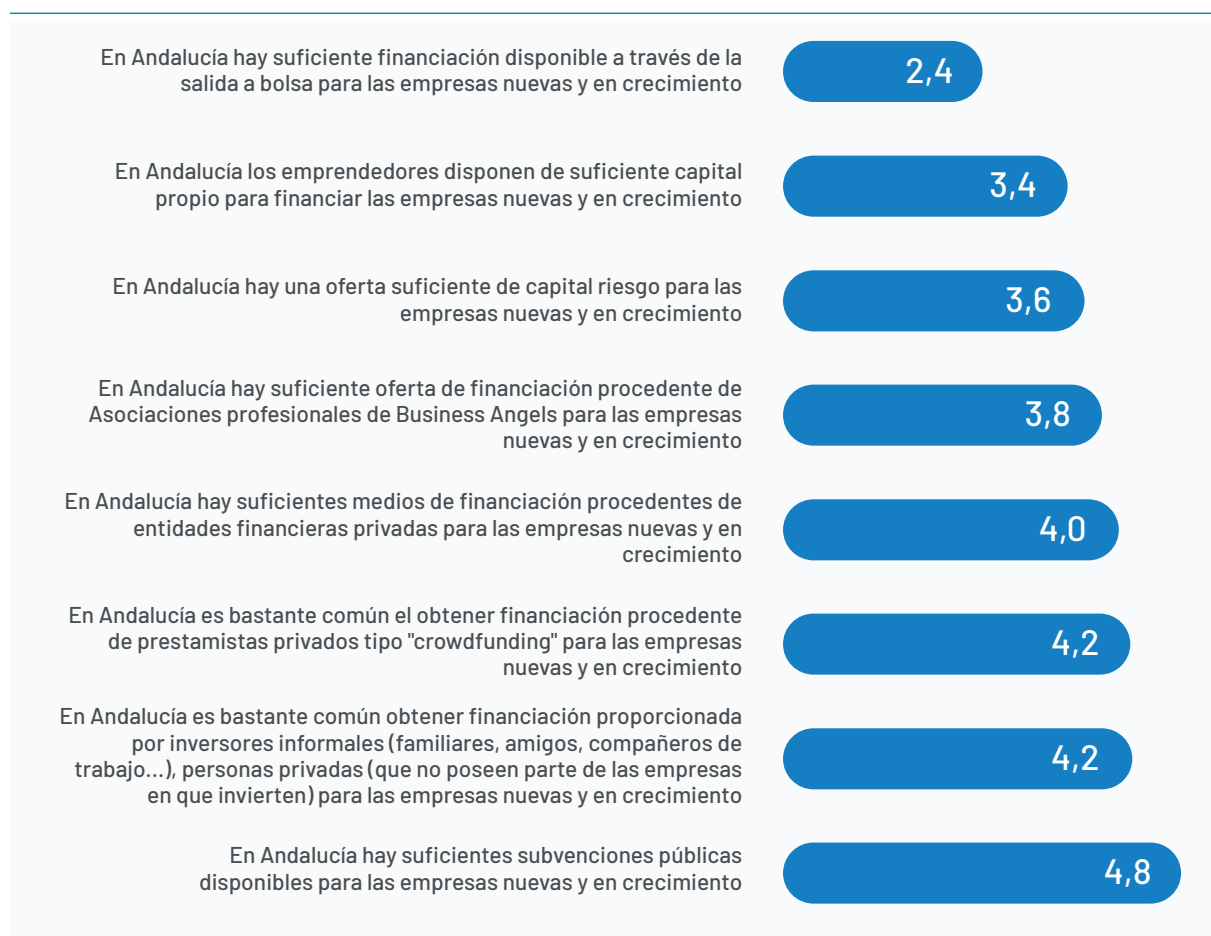 En Andalucía hay suficiente financiación disponible a través de la
salida a bolsa para las empresas nuevas y en crecimiento
2,4
En Andalucía los emprendedores disponen de suficiente capital
propio para financiar las empresas nuevas y en crecimiento
3,4
En Andalucía hay una oferta suficiente de capital riesgo para las
empresas nuevas y en crecimiento
3,6
En Andalucía hay suficiente oferta de financiación procedente de
Asociaciones profesionales de Business Angels para las empresas
nuevas y en crecimiento
3,8
En Andalucía hay suficientes medios de financiación procedentes de
entidades financieras privadas para las empresas nuevas y en
crecimiento
4,0
En Andalucía es bastante común el obtener financiación procedente
de prestamistas privados tipo "crowdfunding" para las empresas
nuevas y en crecimiento
4,2
En Andalucía es bastante común obtener financiación proporcionada
por inversores informales (familiares, amigos, compañeros de
trabajo...), personas privadas (que no poseen parte de las empresas
en que invierten) para las empresas nuevas y en crecimiento
4,2
En Andalucía hay suficientes subvenciones públicas
disponibles para las empresas nuevas y en crecimiento
4,8